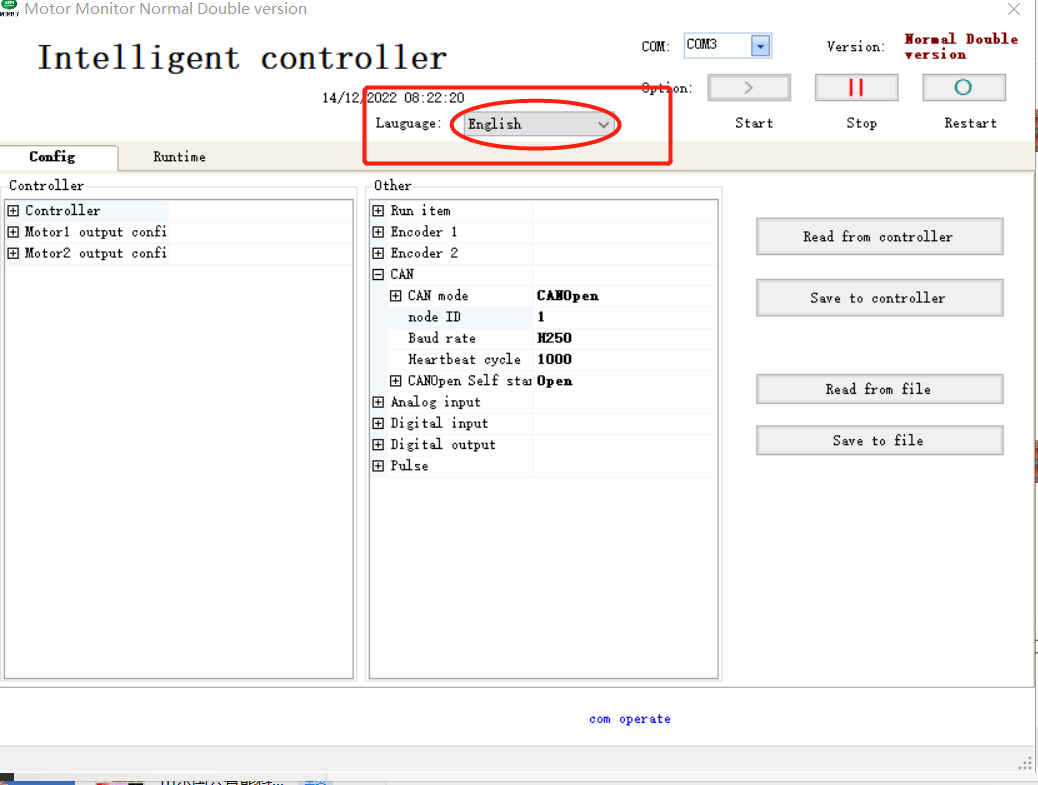 Motor Monitor Normal Double version
Intelligent controller
COM: COM3
Version: Normal Double
version
14/12/2022 08:22:20
Option:
Lauguage: English
Start Stop Restart
Config Runtime
Controller
Controller
Motor1 output confi
Motor2 output confi
Other
Run item
Encoder 1
Encoder 2
CAN
CAN mode CANOpen
node ID 1
Baud rate M250
Heartbeat cycle 1000
CANOpen Self sta Open
Analog input
Digital input
Digital output
Pulse
Read from controller
Save to controller
Read from file
Save to file
com operate